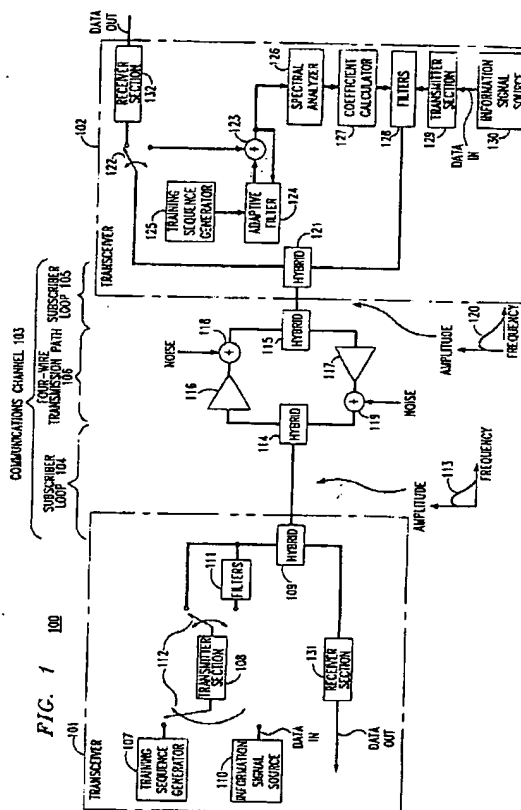 FIG. 1
100
COMMUNICATIONS CHANNEL 103
SUBSCRIBER
LOOP 104
FOUR-WIRE
TRANSMISSION PATH
106
SUBSCRIBER
LOOP 105
101
TRANSCEIVER
107
TRAINING
SEQUENCE
GENERATOR
112
TRANSMITTER
SECTION
108
FILTERS
111
HYBRID
109
110
INFORMATION
SIGNAL
SOURCE
DATA
IN
131
RECEIVER
SECTION
DATA
OUT
AMPLITUDE
113
FREQUENCY
HYBRID
114
116
NOISE
118
HYBRID
115
117
119
NOISE
AMPLITUDE
120
FREQUENCY
102
TRANSCEIVER
DATA
OUT
RECEIVER
SECTION
132
122
TRAINING
SEQUENCE
GENERATOR
125
123
ADAPTIVE
FILTER
124
HYBRID
121
126
SPECTRAL
ANALYZER
COEFFICIENT
CALCULATOR
127
FILTERS
128
TRANSMITTER
SECTION
129
DATA
IN
INFORMATION
SIGNAL
SOURCE
130